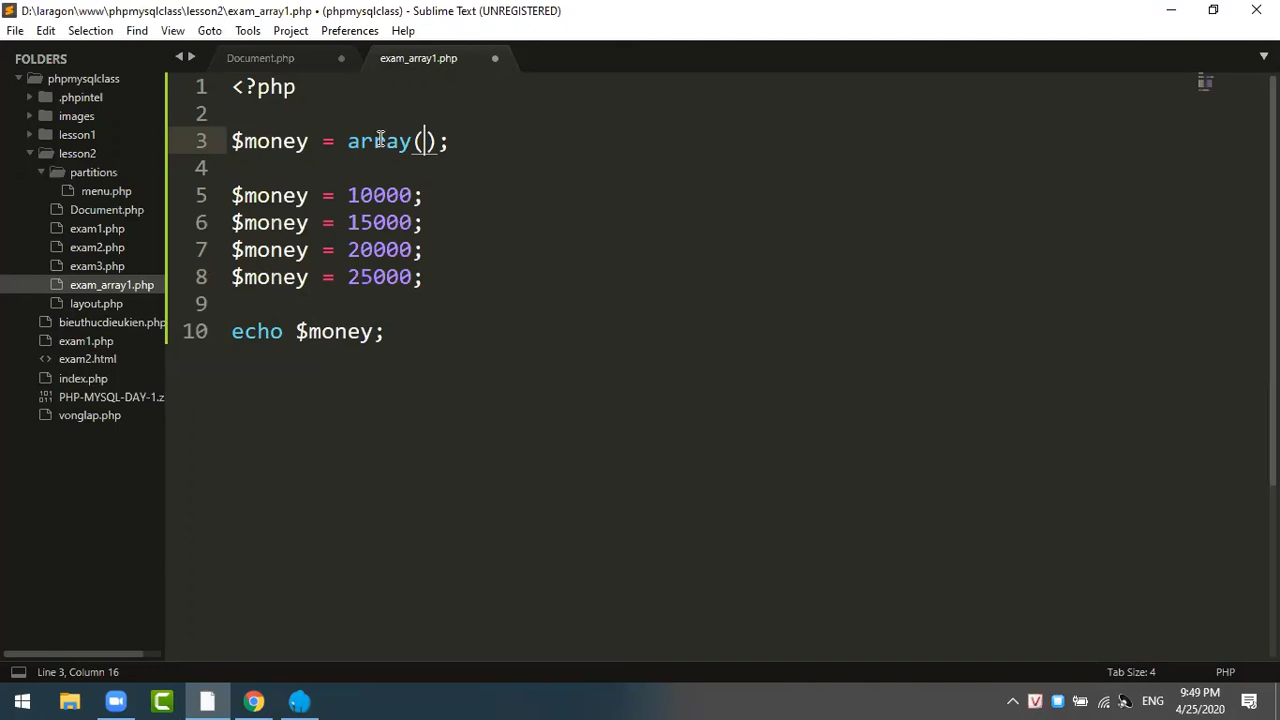 D:\laragon\www\phpmysqlclass\lesson2\exam_array1.php • (phpmysqlclass) - Sublime Text (UNREGISTERED)
File Edit Selection Find View Goto Tools Project Preferences Help
FOLDERS
phpmysqlclass
.phpintel
images
lesson1
lesson2
partitions
menu.php
Document.php
exam1.php
exam2.php
exam3.php
exam_array1.php
layout.php
bieuthucdieukien.php
exam1.php
exam2.html
index.php
PHP-MYSQL-DAY-1.z
vonglap.php
Document.php exam_array1.php
1 <?php
2
3 $money = array();
4
5 $money = 10000;
6 $money = 15000;
7 $money = 20000;
8 $money = 25000;
9
10 echo $money;
Line 3, Column 16 Tab Size: 4 PHP
ENG 9:49 PM
4/25/2020